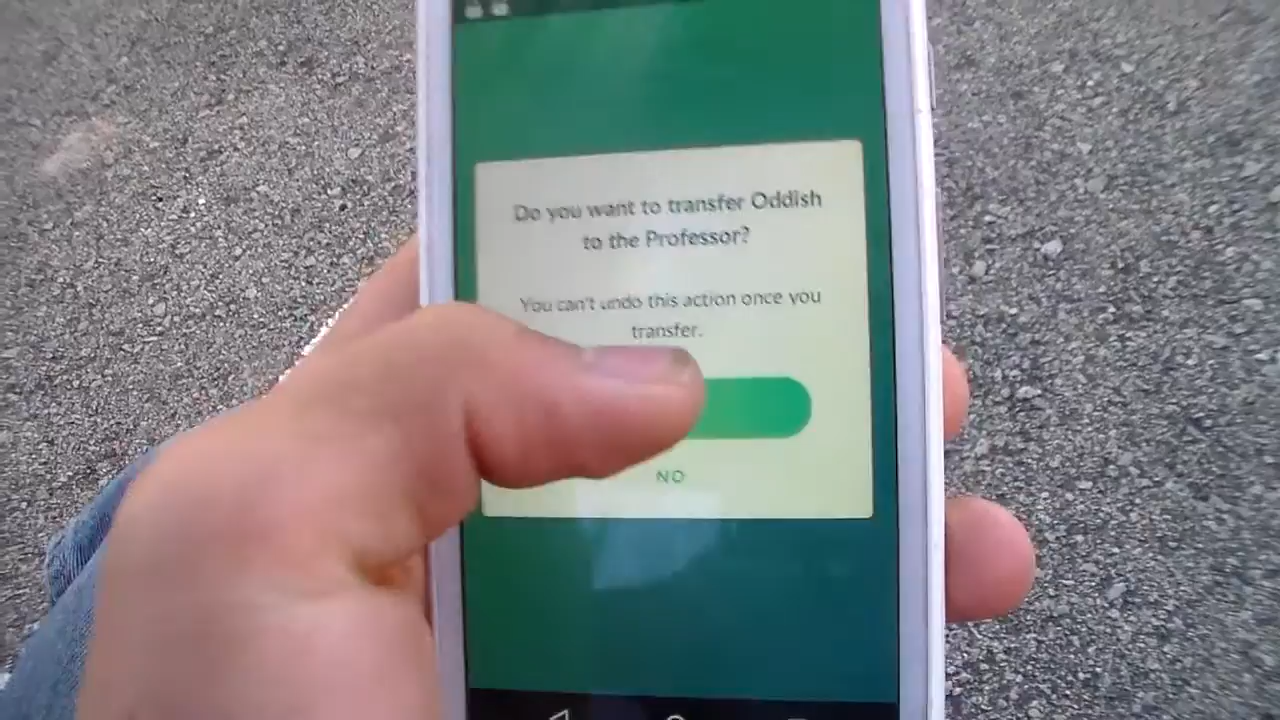 Do you want to transfer Oddish
to the Professor?
You can't undo this action once you
transfer.
NO